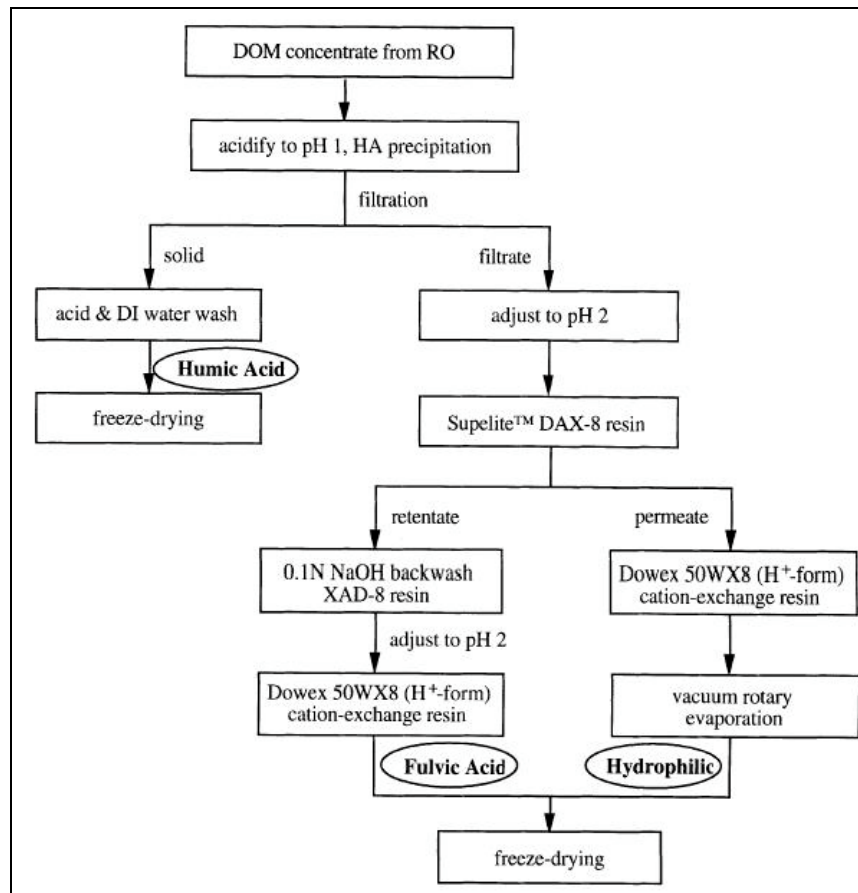 DOM concentrate from RO
acidify to pH 1, HA precipitation
filtration
solid
filtrate
acid & DI water wash
adjust to pH 2
Humic Acid
freeze-drying
Supelite™ DAX-8 resin
retentate
permeate
0.1N NaOH backwash
XAD-8 resin
Dowex 50WX8 (H⁺-form)
cation-exchange resin
adjust to pH 2
Dowex 50WX8 (H⁺-form)
cation-exchange resin
vacuum rotary
evaporation
Fulvic Acid
Hydrophilic
freeze-drying